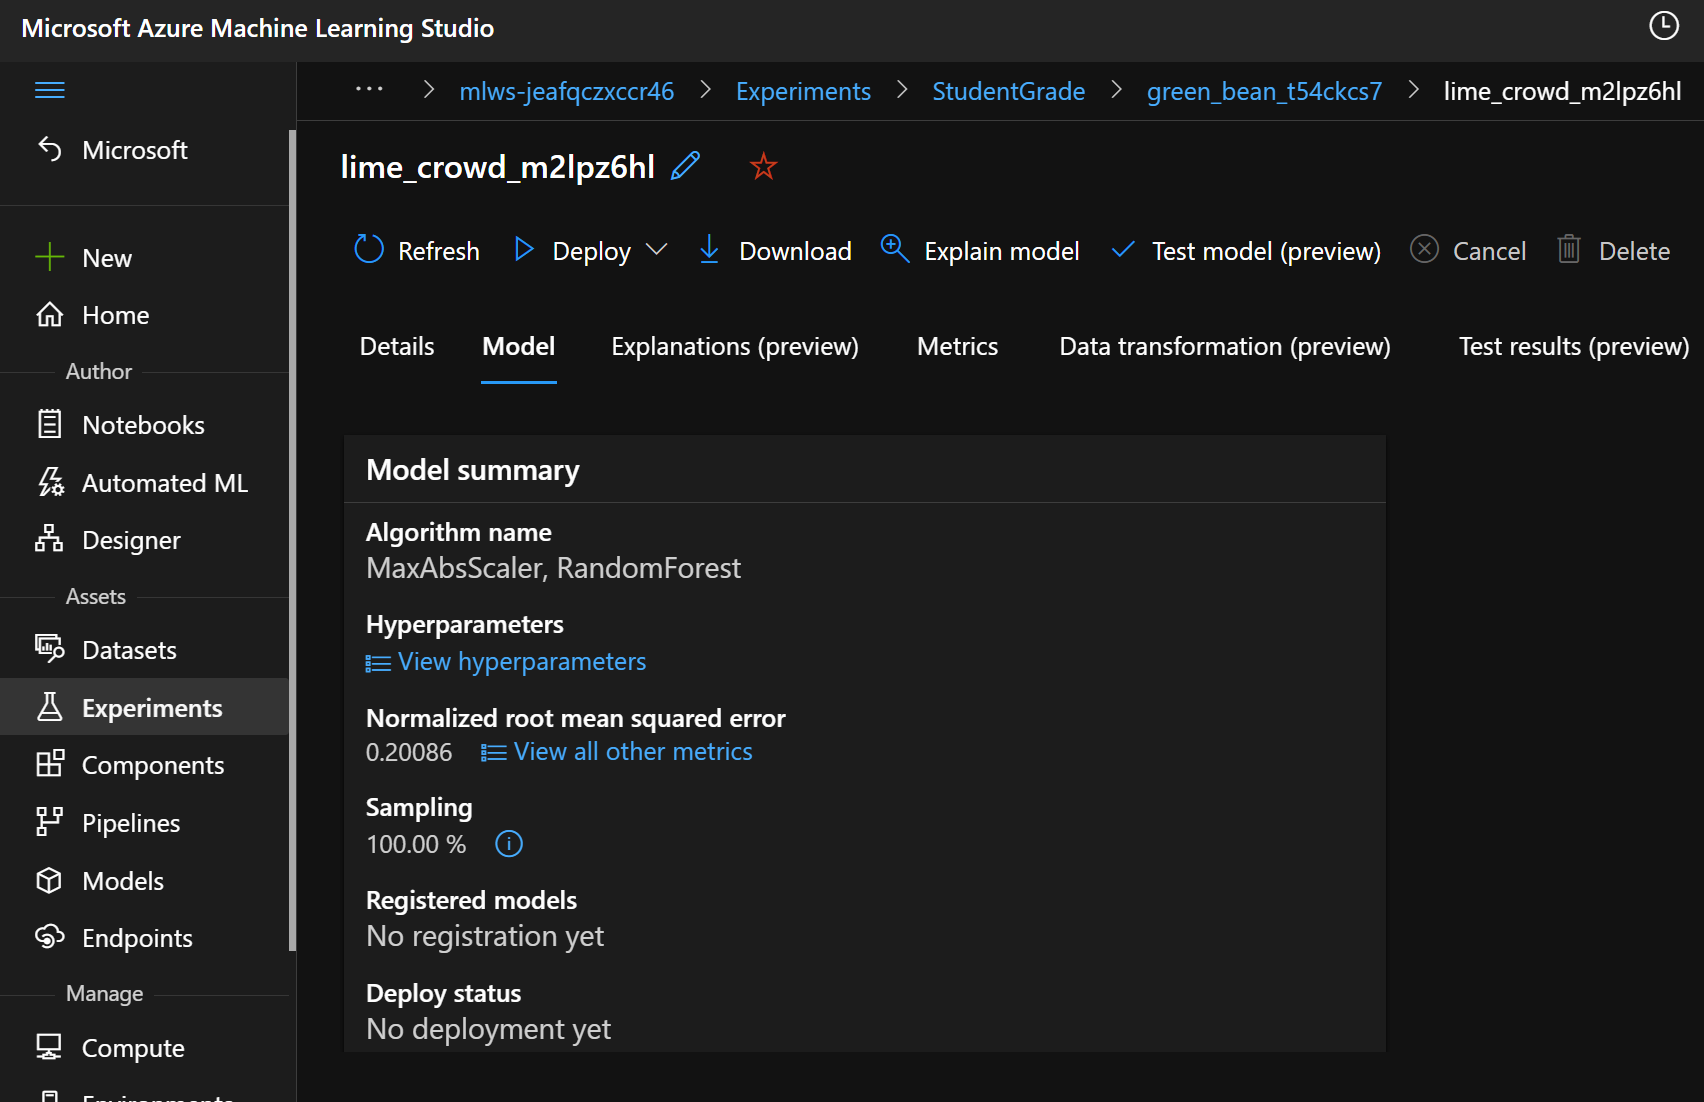 Microsoft Azure Machine Learning Studio
··· > mlws-jeafqczxccr46 > Experiments > StudentGrade > green_bean_t54ckcs7 > lime_crowd_m2lpz6hl
Microsoft
New
Home
Author
Notebooks
Automated ML
Designer
Assets
Datasets
Experiments
Components
Pipelines
Models
Endpoints
Manage
Compute
Environments
lime_crowd_m2lpz6hl
Refresh Deploy Download Explain model Test model (preview) Cancel Delete
Details Model Explanations (preview) Metrics Data transformation (preview) Test results (preview)
Model summary
Algorithm name
MaxAbsScaler, RandomForest
Hyperparameters
View hyperparameters
Normalized root mean squared error
0.20086 View all other metrics
Sampling
100.00 %
Registered models
No registration yet
Deploy status
No deployment yet